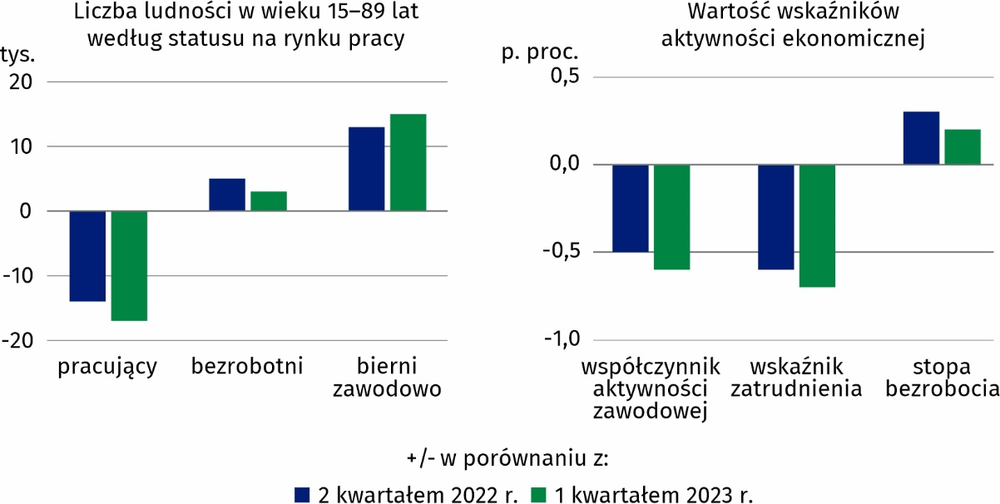 Liczba ludności w wieku 15–89 lat
według statusu na rynku pracy
tys.
20
10
0
-10
-20
pracujący
bezrobotni
bierni
zawodowo
Wartość wskaźników
aktywności ekonomicznej
p. proc.
0,5
0,0
-0,5
-1,0
współczynnik
aktywności
zawodowej
wskaźnik
zatrudnienia
stopa
bezrobocia
+/- w porównaniu z:
2 kwartałem 2022 r.
1 kwartałem 2023 r.